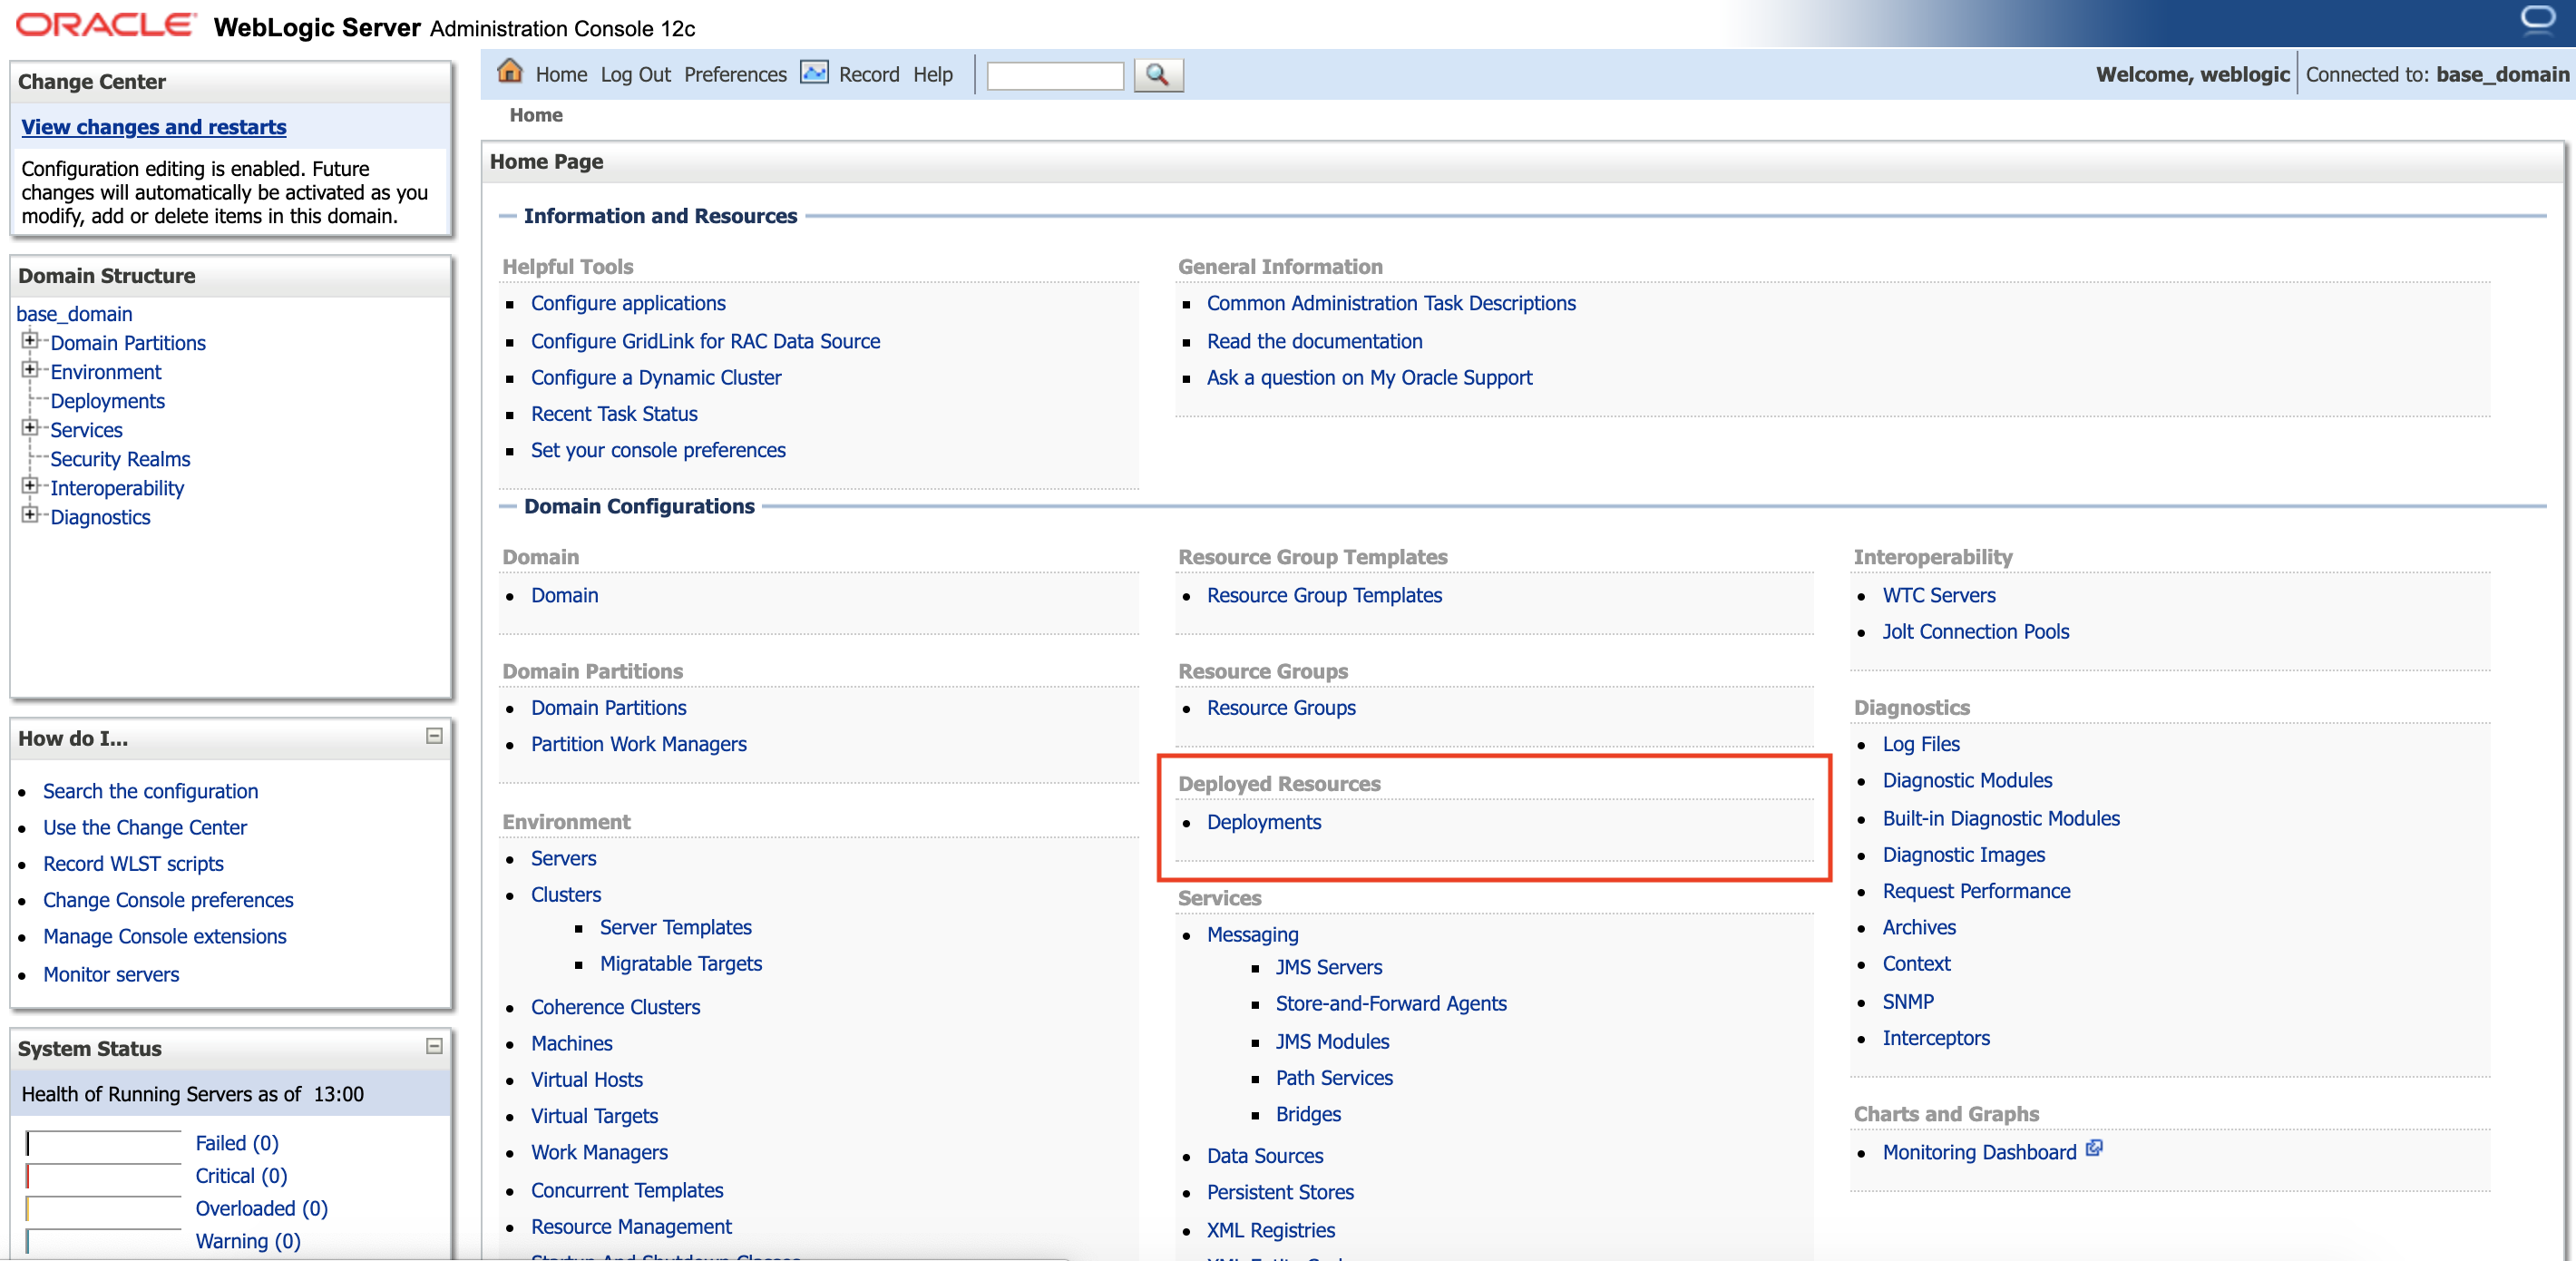 ORACLE WebLogic Server Administration Console 12c
Change Center
View changes and restarts
Configuration editing is enabled. Future
changes will automatically be activated as you
modify, add or delete items in this domain.
Domain Structure
base_domain
Domain Partitions
Environment
Deployments
Services
Security Realms
Interoperability
Diagnostics
How do I...
Search the configuration
Use the Change Center
Record WLST scripts
Change Console preferences
Manage Console extensions
Monitor servers
System Status
Health of Running Servers as of 13:00
Failed (0)
Critical (0)
Overloaded (0)
Warning (0)
Home Log Out Preferences Record Help
Welcome, weblogic Connected to: base_domain
Home
Home Page
Information and Resources
Helpful Tools
Configure applications
Configure GridLink for RAC Data Source
Configure a Dynamic Cluster
Recent Task Status
Set your console preferences
General Information
Common Administration Task Descriptions
Read the documentation
Ask a question on My Oracle Support
Domain Configurations
Domain
Domain
Domain Partitions
Domain Partitions
Partition Work Managers
Environment
Servers
Clusters
Server Templates
Migratable Targets
Coherence Clusters
Machines
Virtual Hosts
Virtual Targets
Work Managers
Concurrent Templates
Resource Management
Startup And Shutdown Classes
Resource Group Templates
Resource Group Templates
Resource Groups
Resource Groups
Deployed Resources
Deployments
Services
Messaging
JMS Servers
Store-and-Forward Agents
JMS Modules
Path Services
Bridges
Data Sources
Persistent Stores
XML Registries
Interoperability
WTC Servers
Jolt Connection Pools
Diagnostics
Log Files
Diagnostic Modules
Built-in Diagnostic Modules
Diagnostic Images
Request Performance
Archives
Context
SNMP
Interceptors
Charts and Graphs
Monitoring Dashboard